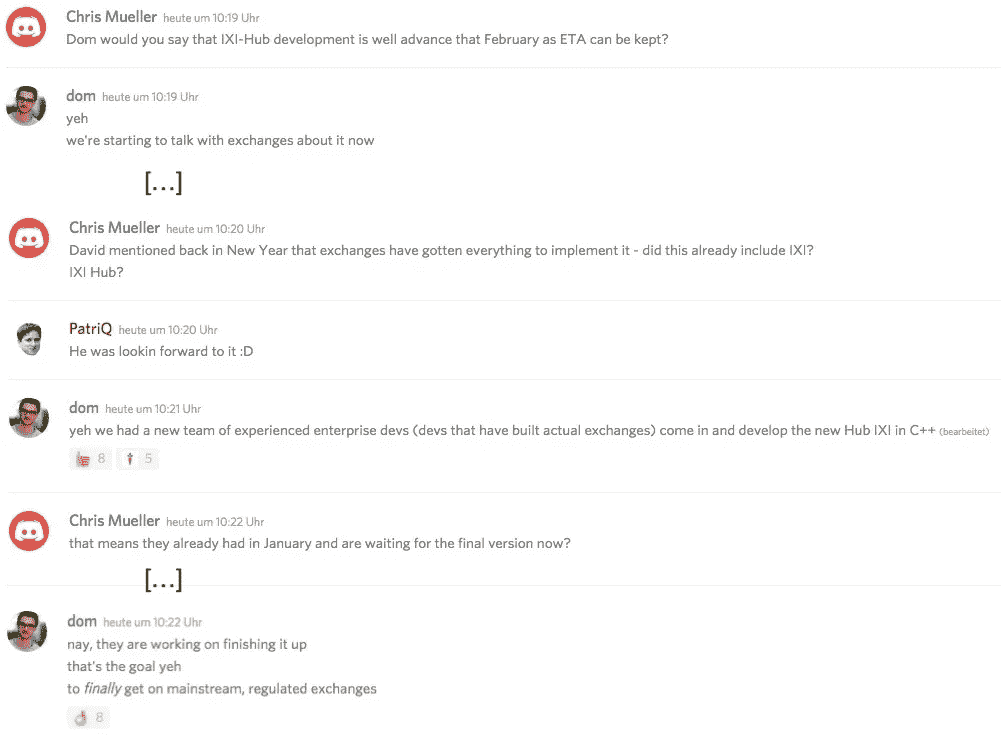 Chris Mueller heute um 10:19 Uhr
Dom would you say that IXI-Hub development is well advance that February as ETA can be kept?
dom heute um 10:19 Uhr
yeh
we're starting to talk with exchanges about it now
[...]
Chris Mueller heute um 10:20 Uhr
David mentioned back in New Year that exchanges have gotten everything to implement it - did this already include IXI?
IXI Hub?
PatriQ heute um 10:20 Uhr
He was lookin forward to it :D
dom heute um 10:21 Uhr
yeh we had a new team of experienced enterprise devs (devs that have built actual exchanges) come in and develop the new Hub IXI in C++ (bearbeitet)
8 5
Chris Mueller heute um 10:22 Uhr
that means they already had in January and are waiting for the final version now?
[...]
dom heute um 10:22 Uhr
nay, they are working on finishing it up
that's the goal yeh
to finally get on mainstream, regulated exchanges
8